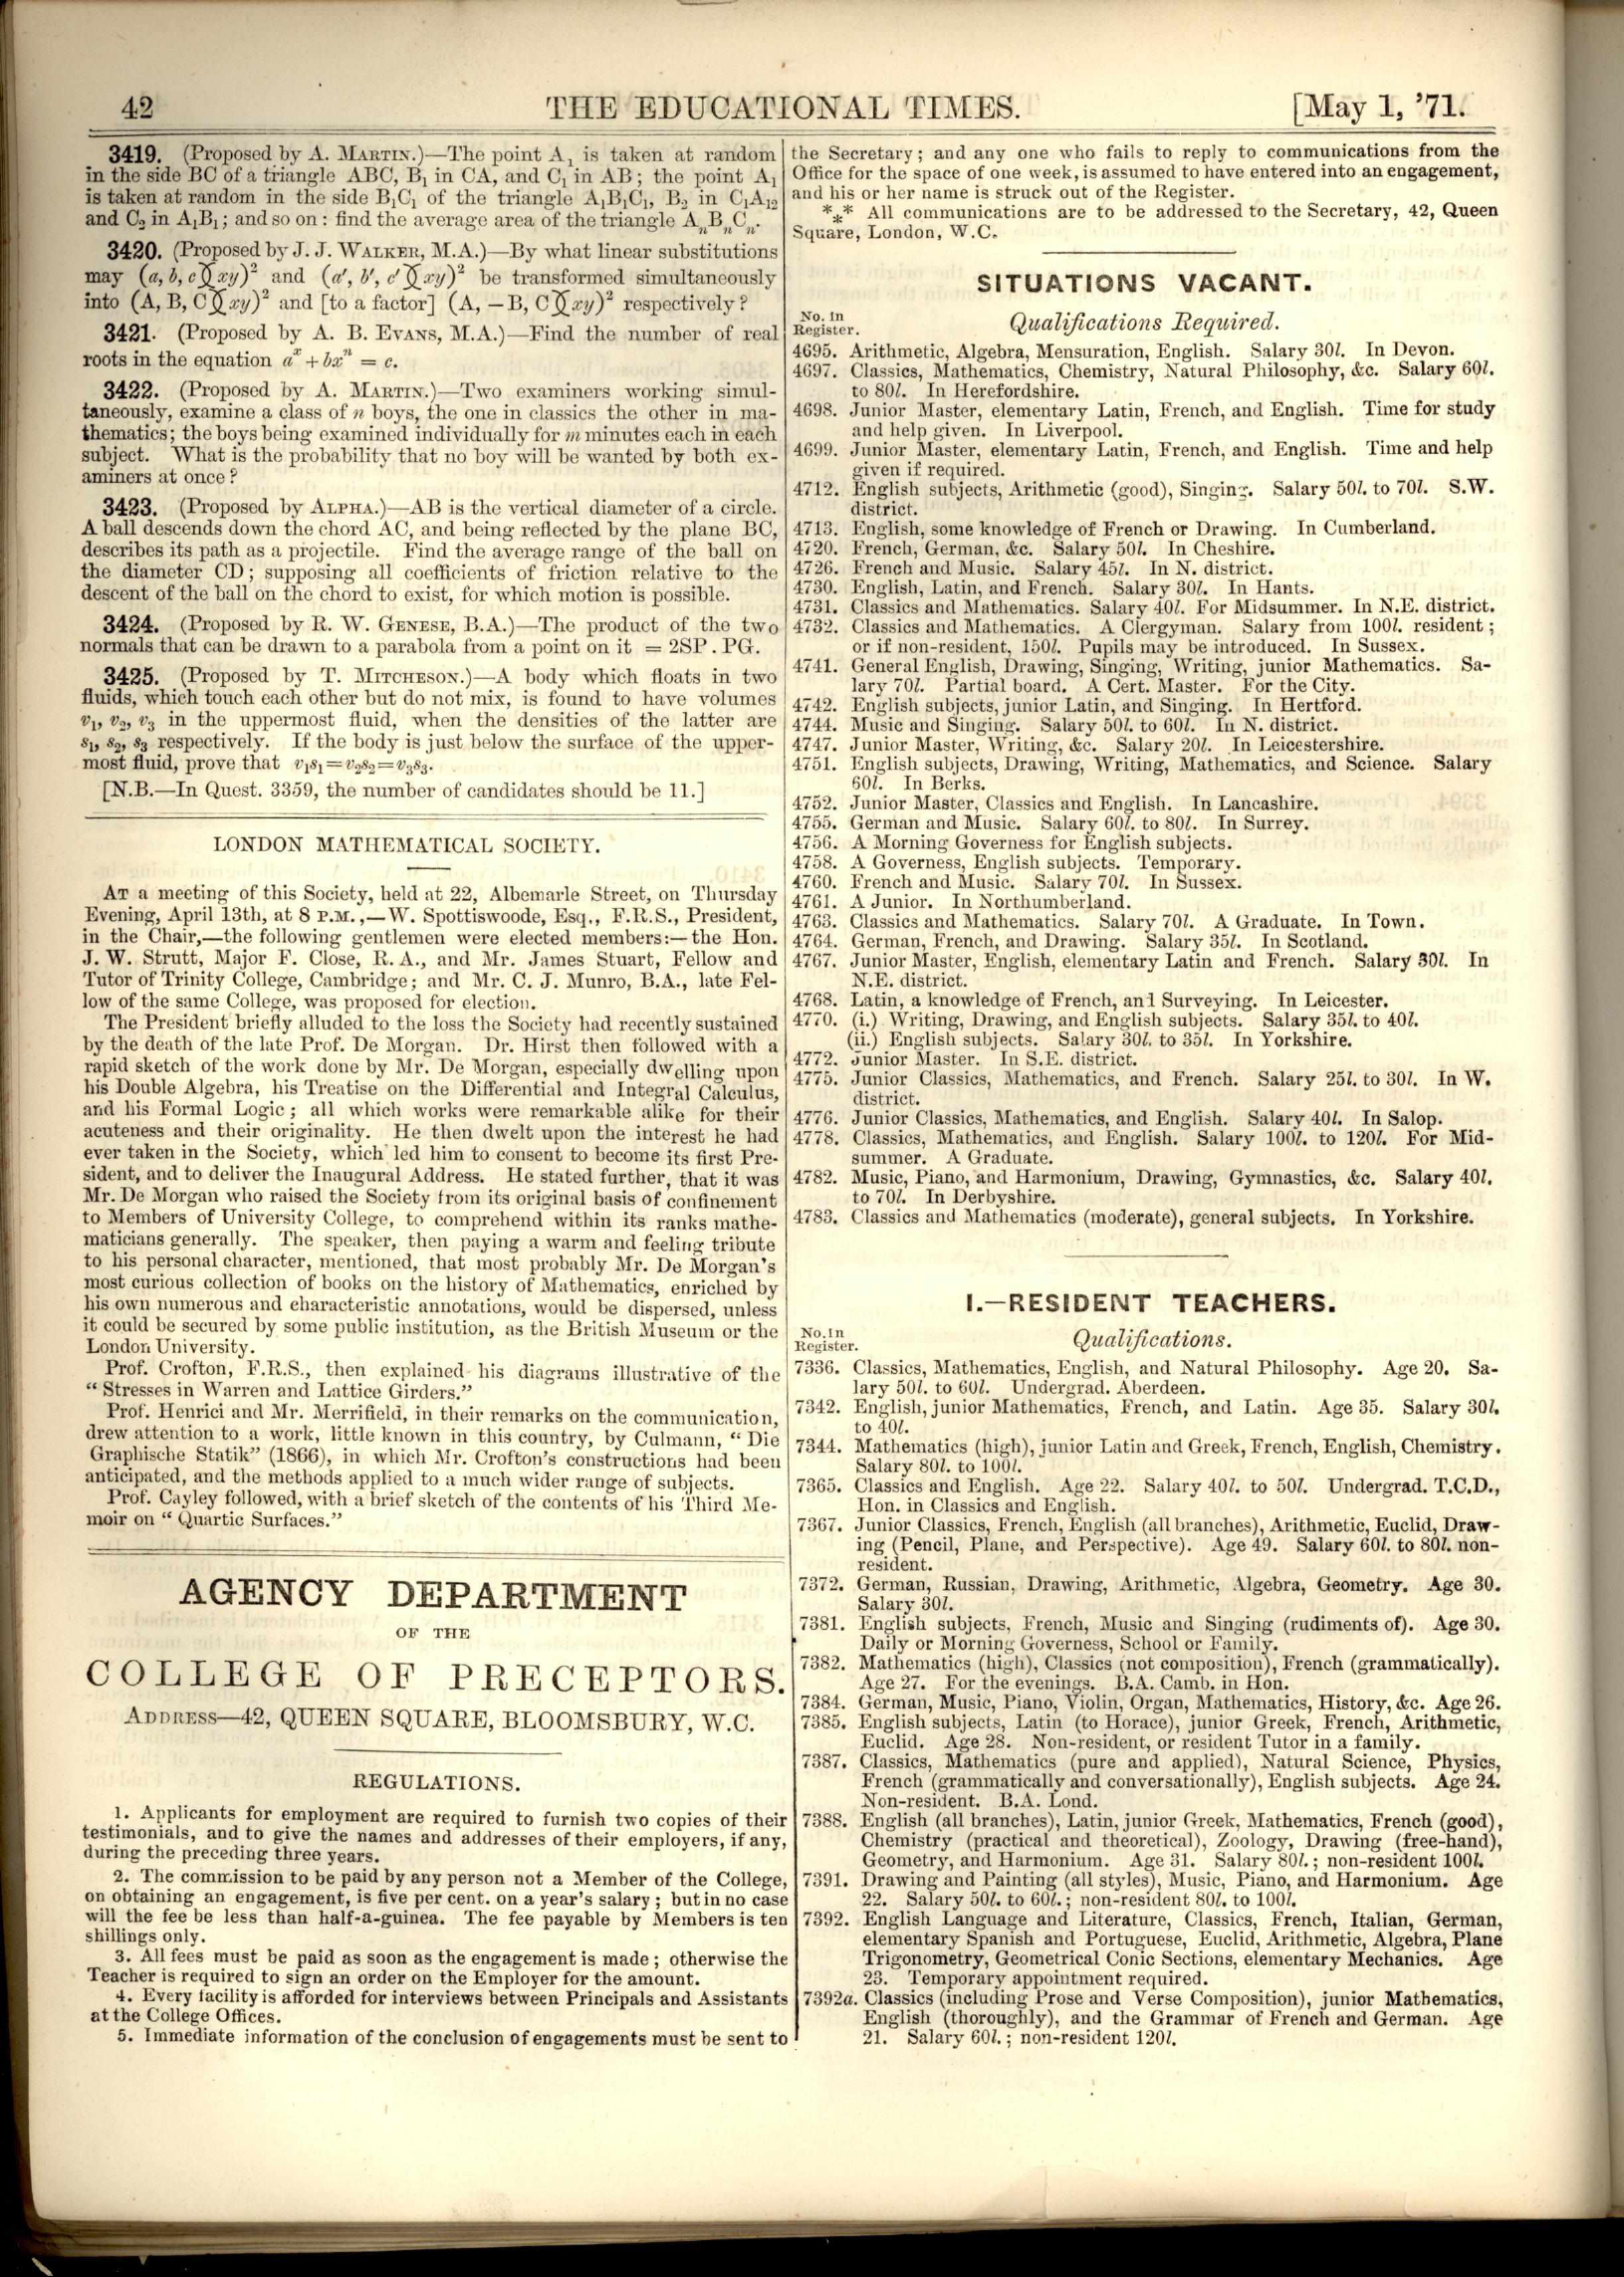 42 THE EDUCATIONAL TIMES. [May 1, '71.
3419. (Proposed by A. MARTIN.)—The point A₁ is taken at random
in the side BC of a triangle ABC, B₁ in CA, and C₁ in AB; the point A₁
is taken at random in the side B₁C₁ of the triangle A₁B₁C₁, B₂ in C₁A₁₂
and C₂ in A₁B₁; and so on: find the average area of the triangle AₙBₙCₙ.
3420. (Proposed by J. J. WALKER, M.A.)—By what linear substitutions
may (a, b, c)(xy)² and (a', b', c')(xy)² be transformed simultaneously
into (A, B, C)(xy)² and [to a factor] (A, −B, C)(xy)² respectively?
3421. (Proposed by A. B. EVANS, M.A.)—Find the number of real
roots in the equation aˣ + bxⁿ = c.
3422. (Proposed by A. MARTIN.)—Two examiners working simul-
taneously, examine a class of n boys, the one in classics the other in ma-
thematics; the boys being examined individually for m minutes each in each
subject. What is the probability that no boy will be wanted by both ex-
aminers at once?
3423. (Proposed by ALPHA.)—AB is the vertical diameter of a circle.
A ball descends down the chord AC, and being reflected by the plane BC,
describes its path as a projectile. Find the average range of the ball on
the diameter CD; supposing all coefficients of friction relative to the
descent of the ball on the chord to exist, for which motion is possible.
3424. (Proposed by R. W. GENESE, B.A.)—The product of the two
normals that can be drawn to a parabola from a point on it = 2SP . PG.
3425. (Proposed by T. MITCHESON.)—A body which floats in two
fluids, which touch each other but do not mix, is found to have volumes
v₁, v₂, v₃ in the uppermost fluid, when the densities of the latter are
s₁, s₂, s₃ respectively. If the body is just below the surface of the upper-
most fluid, prove that v₁s₁=v₂s₂=v₃s₃.
[N.B.—In Quest. 3359, the number of candidates should be 11.]
LONDON MATHEMATICAL SOCIETY.
AT a meeting of this Society, held at 22, Albemarle Street, on Thursday
Evening, April 13th, at 8 P.M.,—W. Spottiswoode, Esq., F.R.S., President,
in the Chair,—the following gentlemen were elected members:—the Hon.
J. W. Strutt, Major F. Close, R.A., and Mr. James Stuart, Fellow and
Tutor of Trinity College, Cambridge; and Mr. C. J. Munro, B.A., late Fel-
low of the same College, was proposed for election.
The President briefly alluded to the loss the Society had recently sustained
by the death of the late Prof. De Morgan. Dr. Hirst then followed with a
rapid sketch of the work done by Mr. De Morgan, especially dwelling upon
his Double Algebra, his Treatise on the Differential and Integral Calculus,
and his Formal Logic; all which works were remarkable alike for their
acuteness and their originality. He then dwelt upon the interest he had
ever taken in the Society, which led him to consent to become its first Pre-
sident, and to deliver the Inaugural Address. He stated further, that it was
Mr. De Morgan who raised the Society from its original basis of confinement
to Members of University College, to comprehend within its ranks mathe-
maticians generally. The speaker, then paying a warm and feeling tribute
to his personal character, mentioned, that most probably Mr. De Morgan's
most curious collection of books on the history of Mathematics, enriched by
his own numerous and characteristic annotations, would be dispersed, unless
it could be secured by some public institution, as the British Museum or the
London University.
Prof. Crofton, F.R.S., then explained his diagrams illustrative of the
"Stresses in Warren and Lattice Girders."
Prof. Henrici and Mr. Merrifield, in their remarks on the communication,
drew attention to a work, little known in this country, by Culmann, "Die
Graphische Statik" (1866), in which Mr. Crofton's constructions had been
anticipated, and the methods applied to a much wider range of subjects.
Prof. Cayley followed, with a brief sketch of the contents of his Third Me-
moir on "Quartic Surfaces."
AGENCY DEPARTMENT
OF THE
COLLEGE OF PRECEPTORS.
ADDRESS—42, QUEEN SQUARE, BLOOMSBURY, W.C.
REGULATIONS.
1. Applicants for employment are required to furnish two copies of their
testimonials, and to give the names and addresses of their employers, if any,
during the preceding three years.
2. The commission to be paid by any person not a Member of the College,
on obtaining an engagement, is five per cent. on a year's salary; but in no case
will the fee be less than half-a-guinea. The fee payable by Members is ten
shillings only.
3. All fees must be paid as soon as the engagement is made; otherwise the
Teacher is required to sign an order on the Employer for the amount.
4. Every facility is afforded for interviews between Principals and Assistants
at the College Offices.
5. Immediate information of the conclusion of engagements must be sent to
the Secretary; and any one who fails to reply to communications from the
Office for the space of one week, is assumed to have entered into an engagement,
and his or her name is struck out of the Register.
*** All communications are to be addressed to the Secretary, 42, Queen
Square, London, W.C.
SITUATIONS VACANT.
No. in
Register. Qualifications Required.
4695. Arithmetic, Algebra, Mensuration, English. Salary 30l. In Devon.
4697. Classics, Mathematics, Chemistry, Natural Philosophy, &c. Salary 60l.
to 80l. In Herefordshire.
4698. Junior Master, elementary Latin, French, and English. Time for study
and help given. In Liverpool.
4699. Junior Master, elementary Latin, French, and English. Time and help
given if required.
4712. English subjects, Arithmetic (good), Singing. Salary 50l. to 70l. S.W.
district.
4713. English, some knowledge of French or Drawing. In Cumberland.
4720. French, German, &c. Salary 50l. In Cheshire.
4726. French and Music. Salary 45l. In N. district.
4730. English, Latin, and French. Salary 30l. In Hants.
4731. Classics and Mathematics. Salary 40l. For Midsummer. In N.E. district.
4732. Classics and Mathematics. A Clergyman. Salary from 100l. resident;
or if non-resident, 150l. Pupils may be introduced. In Sussex.
4741. General English, Drawing, Singing, Writing, junior Mathematics. Sa-
lary 70l. Partial board. A Cert. Master. For the City.
4742. English subjects, junior Latin, and Singing. In Hertford.
4744. Music and Singing. Salary 50l. to 60l. In N. district.
4747. Junior Master, Writing, &c. Salary 20l. In Leicestershire.
4751. English subjects, Drawing, Writing, Mathematics, and Science. Salary
60l. In Berks.
4752. Junior Master, Classics and English. In Lancashire.
4755. German and Music. Salary 60l. to 80l. In Surrey.
4756. A Morning Governess for English subjects.
4758. A Governess, English subjects. Temporary.
4760. French and Music. Salary 70l. In Sussex.
4761. A Junior. In Northumberland.
4763. Classics and Mathematics. Salary 70l. A Graduate. In Town.
4764. German, French, and Drawing. Salary 35l. In Scotland.
4767. Junior Master, English, elementary Latin and French. Salary 30l. In
N.E. district.
4768. Latin, a knowledge of French, and Surveying. In Leicester.
4770. (i.) Writing, Drawing, and English subjects. Salary 35l. to 40l.
(ii.) English subjects. Salary 30l. to 35l. In Yorkshire.
4772. Junior Master. In S.E. district.
4775. Junior Classics, Mathematics, and French. Salary 25l. to 30l. In W.
district.
4776. Junior Classics, Mathematics, and English. Salary 40l. In Salop.
4778. Classics, Mathematics, and English. Salary 100l. to 120l. For Mid-
summer. A Graduate.
4782. Music, Piano, and Harmonium, Drawing, Gymnastics, &c. Salary 40l.
to 70l. In Derbyshire.
4783. Classics and Mathematics (moderate), general subjects. In Yorkshire.
I.—RESIDENT TEACHERS.
No. in
Register. Qualifications.
7336. Classics, Mathematics, English, and Natural Philosophy. Age 20. Sa-
lary 50l. to 60l. Undergrad. Aberdeen.
7342. English, junior Mathematics, French, and Latin. Age 35. Salary 30l.
to 40l.
7344. Mathematics (high), junior Latin and Greek, French, English, Chemistry.
Salary 80l. to 100l.
7365. Classics and English. Age 22. Salary 40l. to 50l. Undergrad. T.C.D.,
Hon. in Classics and English.
7367. Junior Classics, French, English (all branches), Arithmetic, Euclid, Draw-
ing (Pencil, Plane, and Perspective). Age 49. Salary 60l. to 80l. non-
resident.
7372. German, Russian, Drawing, Arithmetic, Algebra, Geometry. Age 30.
Salary 30l.
7381. English subjects, French, Music and Singing (rudiments of). Age 30.
Daily or Morning Governess, School or Family.
7382. Mathematics (high), Classics (not composition), French (grammatically).
Age 27. For the evenings. B.A. Camb. in Hon.
7384. German, Music, Piano, Violin, Organ, Mathematics, History, &c. Age 26.
7385. English subjects, Latin (to Horace), junior Greek, French, Arithmetic,
Euclid. Age 28. Non-resident, or resident Tutor in a family.
7387. Classics, Mathematics (pure and applied), Natural Science, Physics,
French (grammatically and conversationally), English subjects. Age 24.
Non-resident. B.A. Lond.
7388. English (all branches), Latin, junior Greek, Mathematics, French (good),
Chemistry (practical and theoretical), Zoology, Drawing (free-hand),
Geometry, and Harmonium. Age 31. Salary 80l.; non-resident 100l.
7391. Drawing and Painting (all styles), Music, Piano, and Harmonium. Age
22. Salary 50l. to 60l.; non-resident 80l. to 100l.
7392. English Language and Literature, Classics, French, Italian, German,
elementary Spanish and Portuguese, Euclid, Arithmetic, Algebra, Plane
Trigonometry, Geometrical Conic Sections, elementary Mechanics. Age
23. Temporary appointment required.
7392a. Classics (including Prose and Verse Composition), junior Mathematics,
English (thoroughly), and the Grammar of French and German. Age
21. Salary 60l.; non-resident 120l.